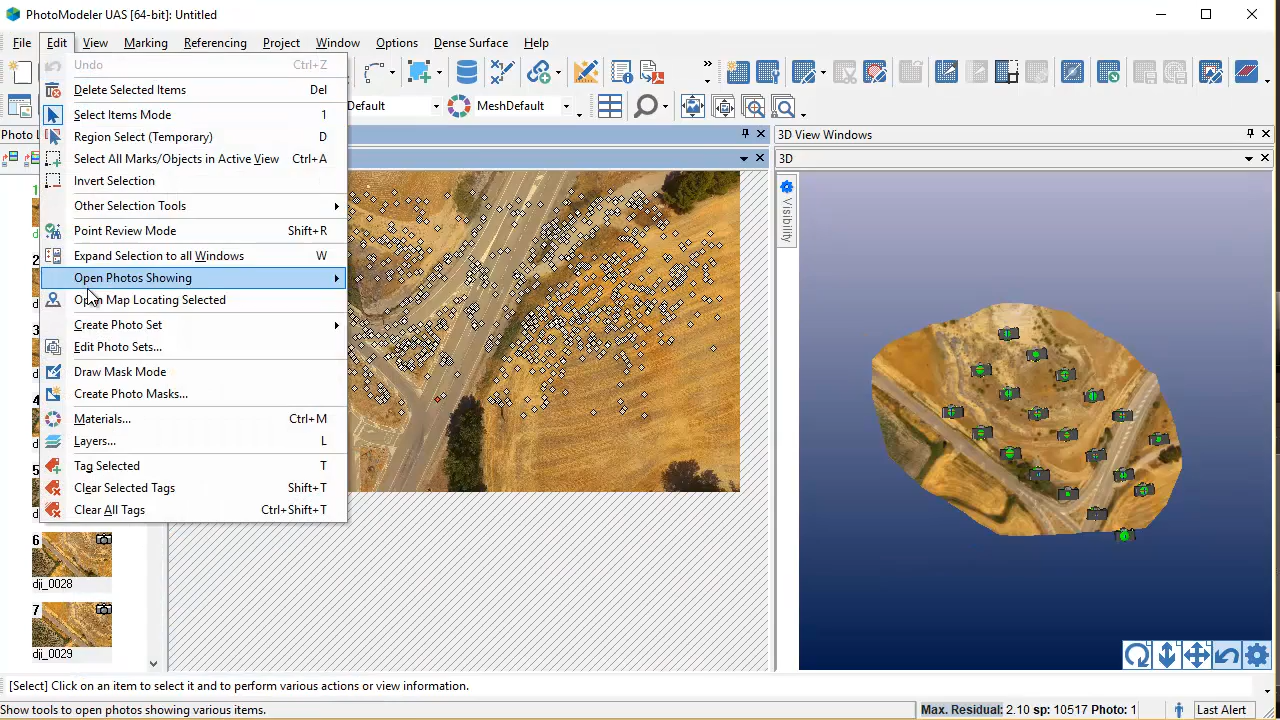 PhotoModeler UAS [64-bit]: Untitled
File Edit View Marking Referencing Project Window Options Dense Surface Help
Undo Ctrl+Z
Delete Selected Items Del
Select Items Mode 1
Region Select (Temporary) D
Select All Marks/Objects in Active View Ctrl+A
Invert Selection
Other Selection Tools
Point Review Mode Shift+R
Expand Selection to all Windows W
Open Photos Showing
Open Map Locating Selected
Create Photo Set
Edit Photo Sets...
Draw Mask Mode
Create Photo Masks...
Materials... Ctrl+M
Layers... L
Tag Selected T
Clear Selected Tags Shift+T
Clear All Tags Ctrl+Shift+T
Default MeshDefault
Photo L
1
d
2
d
3
d
4
d
5
d
6
dji_0028
7
dji_0029
3D View Windows
3D
Visibility
[Select] Click on an item to select it and to perform various actions or view information.
Show tools to open photos showing various items. Max. Residual: 2.10 sp: 10517 Photo: 1 Last Alert